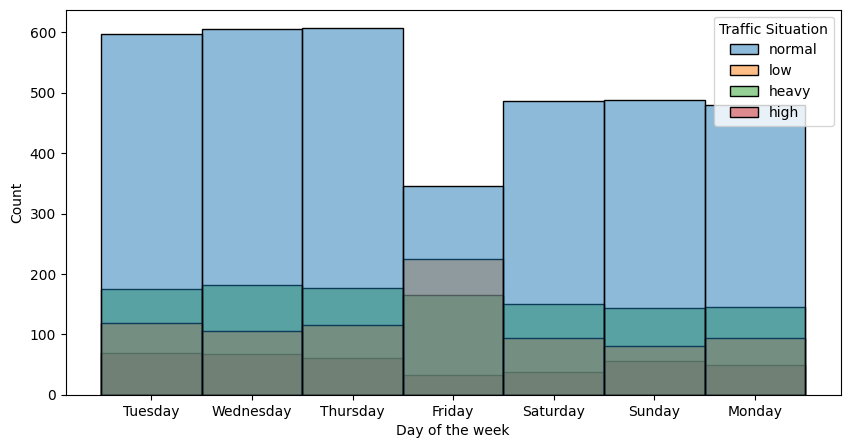 600
500
400
300
200
100
0
Count
Traffic Situation
normal
low
heavy
high
Tuesday Wednesday Thursday Friday Saturday Sunday Monday
Day of the week